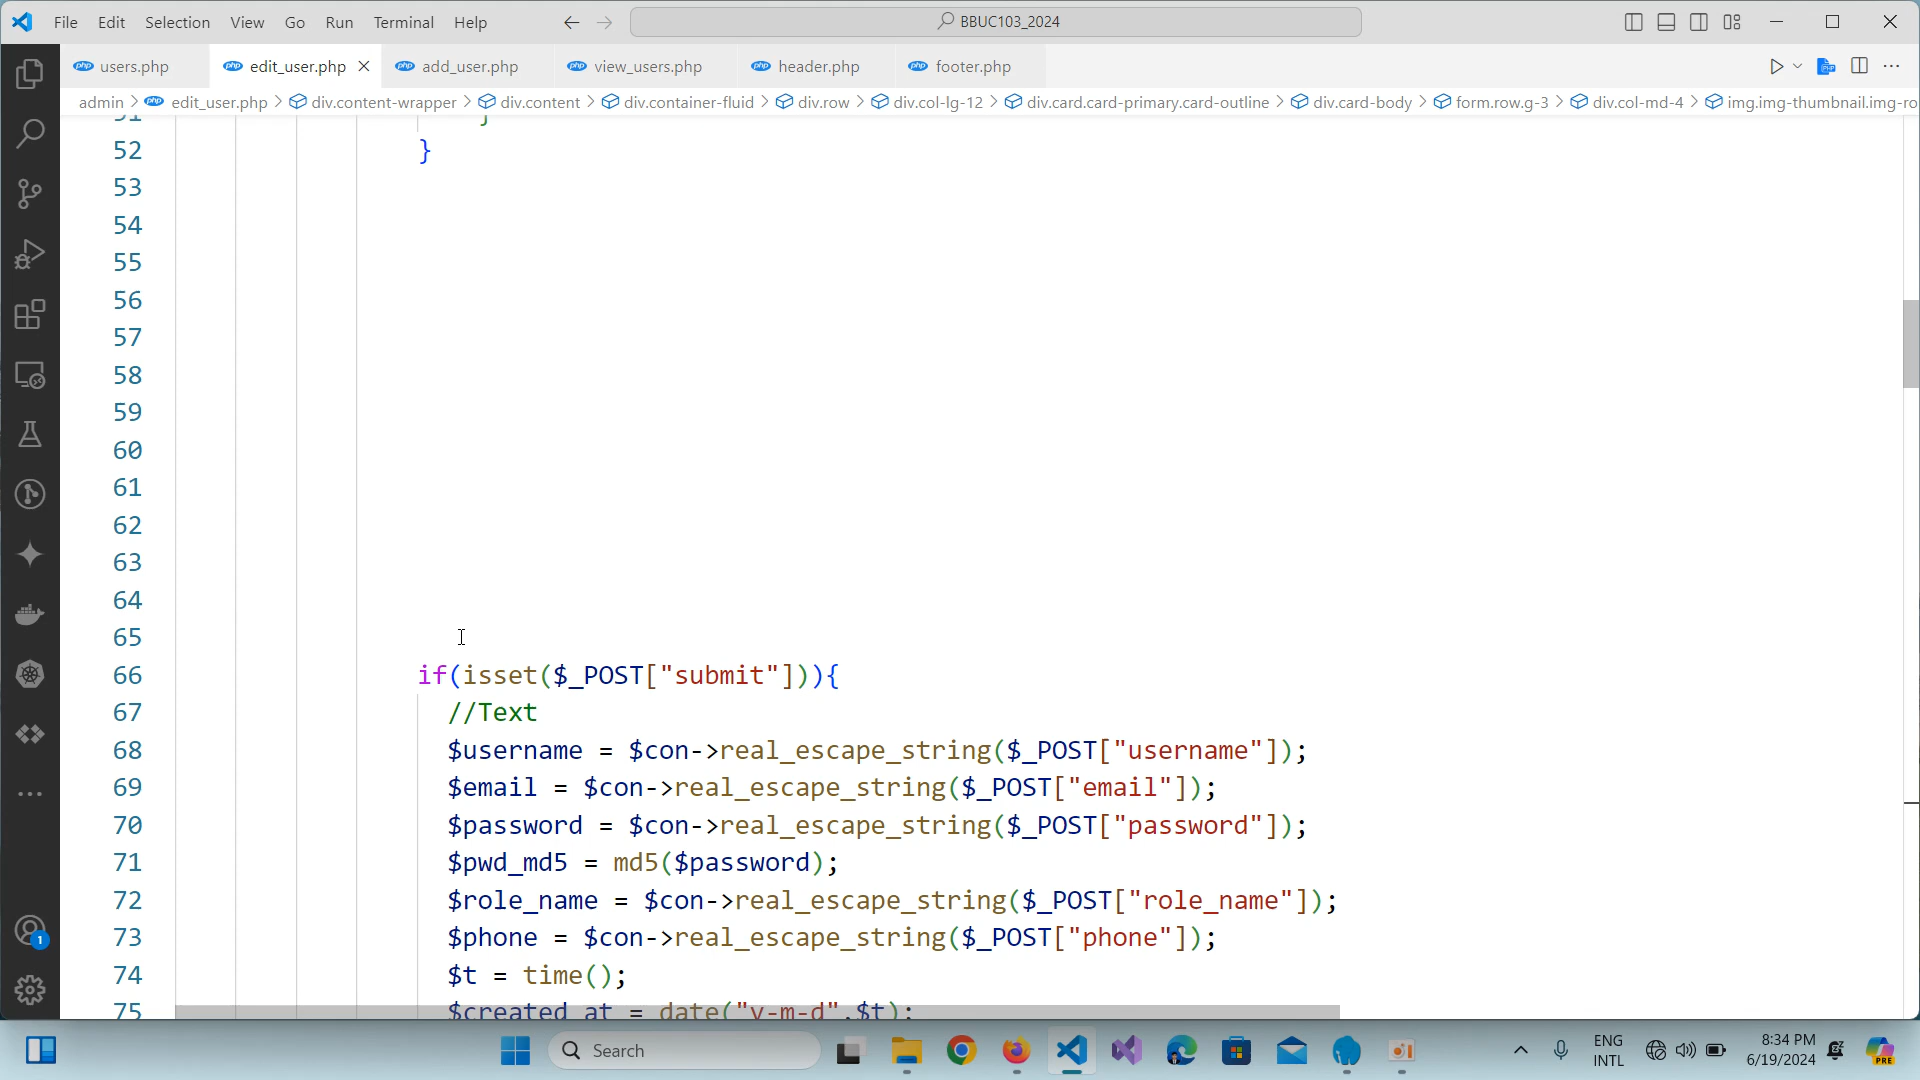 File Edit Selection View Go Run Terminal Help BBUC103_2024
users.php edit_user.php add_user.php view_users.php header.php footer.php
admin > edit_user.php > div.content-wrapper > div.content > div.container-fluid > div.row > div.col-lg-12 > div.card.card-primary.card-outline > div.card-body > form.row.g-3 > div.col-md-4 > img.img-thumbnail.img-ro
51 }
52 }
53
54
55
56
57
58
59
60
61
62
63
64
65
66 if(isset($_POST["submit"])){
67 //Text
68 $username = $con->real_escape_string($_POST["username"]);
69 $email = $con->real_escape_string($_POST["email"]);
70 $password = $con->real_escape_string($_POST["password"]);
71 $pwd_md5 = md5($password);
72 $role_name = $con->real_escape_string($_POST["role_name"]);
73 $phone = $con->real_escape_string($_POST["phone"]);
74 $t = time();
75 $created_at = date("y-m-d",$t);
1
Search
ENG
INTL
8:34 PM
6/19/2024
PRE